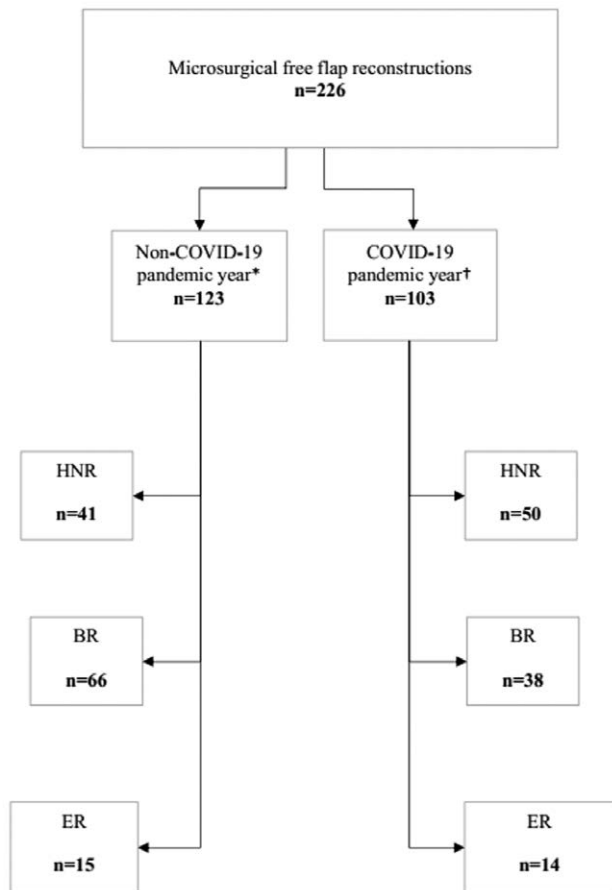 Microsurgical free flap reconstructions
n=226
Non-COVID-19
pandemic year*
n=123
COVID-19
pandemic year†
n=103
HNR
n=41
HNR
n=50
BR
n=66
BR
n=38
ER
n=15
ER
n=14